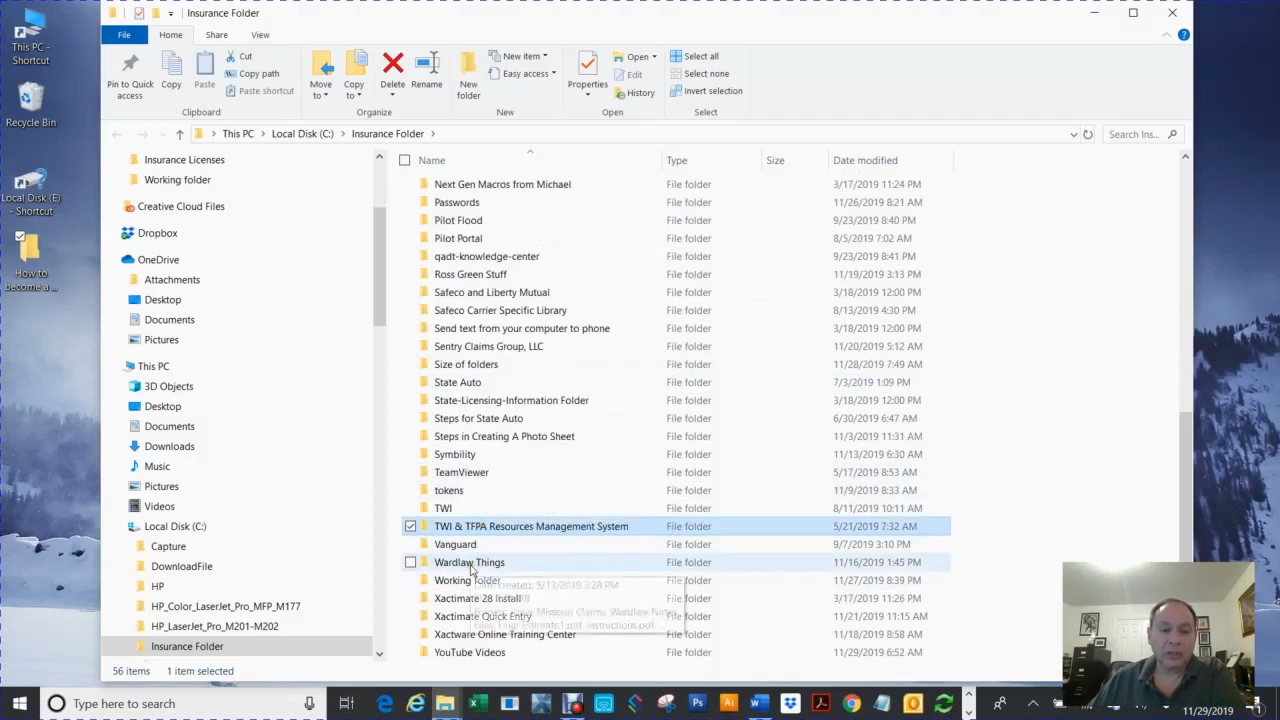 Insurance Folder
This PC - Shortcut
Recycle Bin
Local Disk (E) - Shortcut
How to become a ...
File Home Share View
Pin to Quick access
Copy
Paste
Cut
Copy path
Paste shortcut
Clipboard
Move to
Copy to
Delete
Rename
Organize
New folder
New item
Easy access
New
Properties
Open
Edit
History
Open
Select all
Select none
Invert selection
Select
This PC > Local Disk (C:) > Insurance Folder >
Search Ins...
Insurance Licenses
Working folder
Creative Cloud Files
Dropbox
OneDrive
Attachments
Desktop
Documents
Pictures
This PC
3D Objects
Desktop
Documents
Downloads
Music
Pictures
Videos
Local Disk (C:)
Capture
DownloadFile
HP
HP_Color_LaserJet_Pro_MFP_M177
HP_LaserJet_Pro_M201-M202
Insurance Folder
Name Type Size Date modified
Next Gen Macros from Michael File folder 3/17/2019 11:24 PM
Passwords File folder 11/26/2019 8:21 AM
Pilot Flood File folder 9/23/2019 8:40 PM
Pilot Portal File folder 8/5/2019 7:02 AM
qadt-knowledge-center File folder 9/23/2019 8:41 PM
Ross Green Stuff File folder 11/19/2019 3:13 PM
Safeco and Liberty Mutual File folder 3/18/2019 12:00 PM
Safeco Carrier Specific Library File folder 8/13/2019 4:30 PM
Send text from your computer to phone File folder 3/18/2019 12:00 PM
Sentry Claims Group, LLC File folder 11/20/2019 5:12 AM
Size of folders File folder 11/28/2019 7:49 AM
State Auto File folder 7/3/2019 1:09 PM
State-Licensing-Information Folder File folder 3/18/2019 12:00 PM
Steps for State Auto File folder 6/30/2019 6:47 AM
Steps in Creating A Photo Sheet File folder 11/3/2019 11:31 AM
Symbility File folder 11/13/2019 6:30 AM
TeamViewer File folder 5/17/2019 8:53 AM
tokens File folder 11/9/2019 8:33 AM
TWI File folder 8/11/2019 10:11 AM
TWI & TFPA Resources Management System File folder 5/21/2019 7:32 AM
Vanguard File folder 9/7/2019 3:10 PM
Wardlaw Things File folder 11/16/2019 1:45 PM
Working folder File folder 11/27/2019 8:39 PM
Xactimate 28 Install File folder 3/17/2019 11:26 PM
Xactimate Quick Entry File folder 11/21/2019 11:15 AM
Xactware Online Training Center File folder 11/18/2019 8:58 AM
YouTube Videos File folder 11/29/2019 6:52 AM
created: 5/13/2019 3:28 PM
Missouri Claims, Wardlaw
instructions.pdf,
56 items 1 item selected
Type here to search
11/29/2019